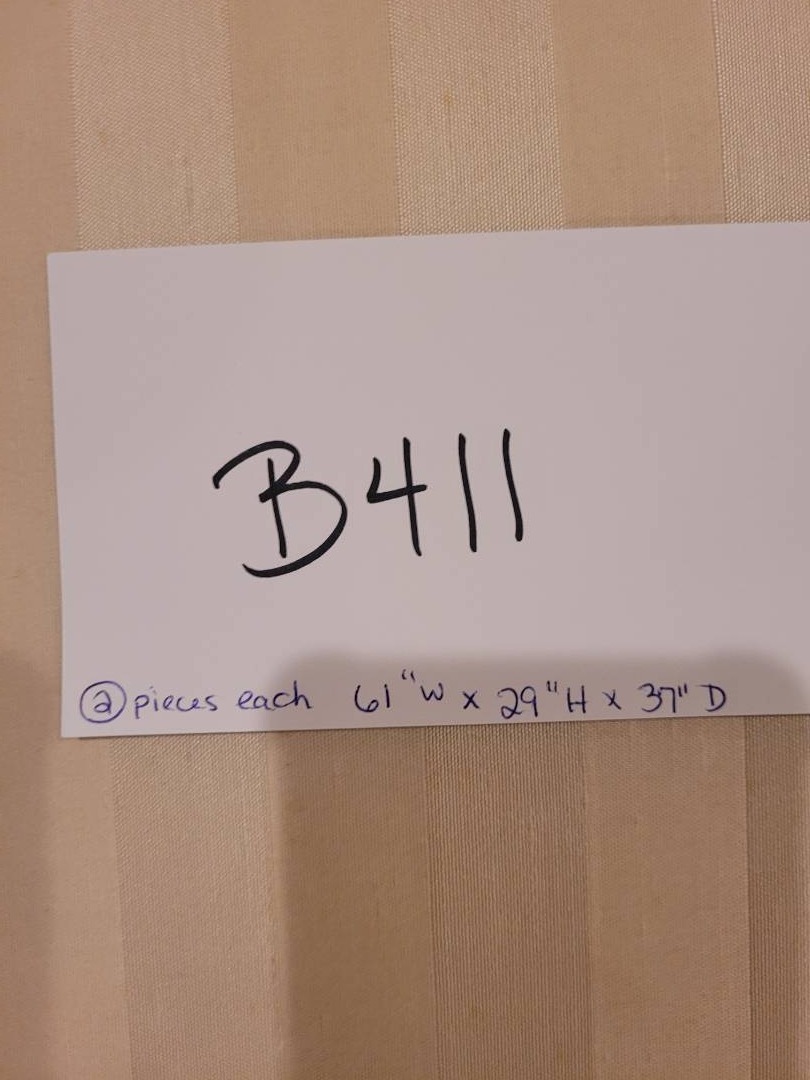 B411
② pieces each 61"W x 29"H x 37"D